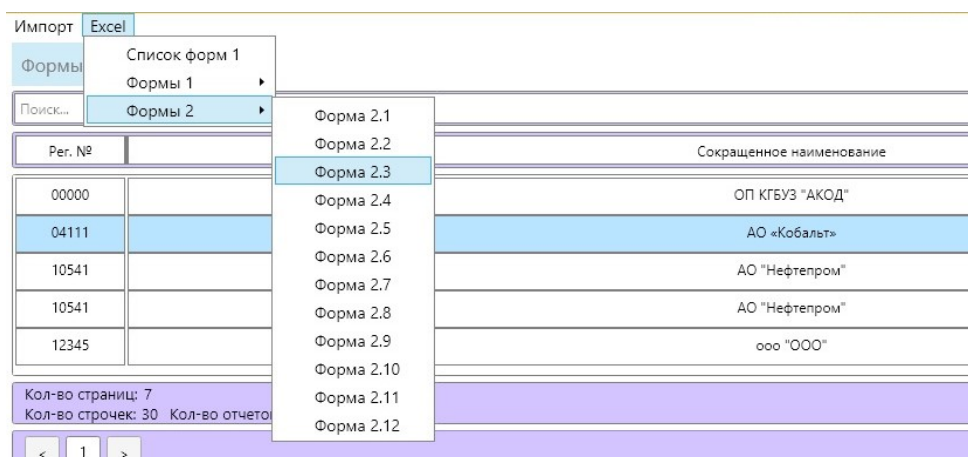 Импорт Excel
Формы
Список форм 1
Формы 1
Формы 2
Поиск...
Форма 2.1
Форма 2.2
Форма 2.3
Форма 2.4
Форма 2.5
Форма 2.6
Форма 2.7
Форма 2.8
Форма 2.9
Форма 2.10
Форма 2.11
Форма 2.12
Рег. № Сокращенное наименование
00000 ОП КГБУЗ "АКОД"
04111 АО «Кобальт»
10541 АО "Нефтепром"
10541 АО "Нефтепром"
12345 ооо "ООО"
Кол-во страниц: 7
Кол-во строчек: 30 Кол-во отчето
< 1 >